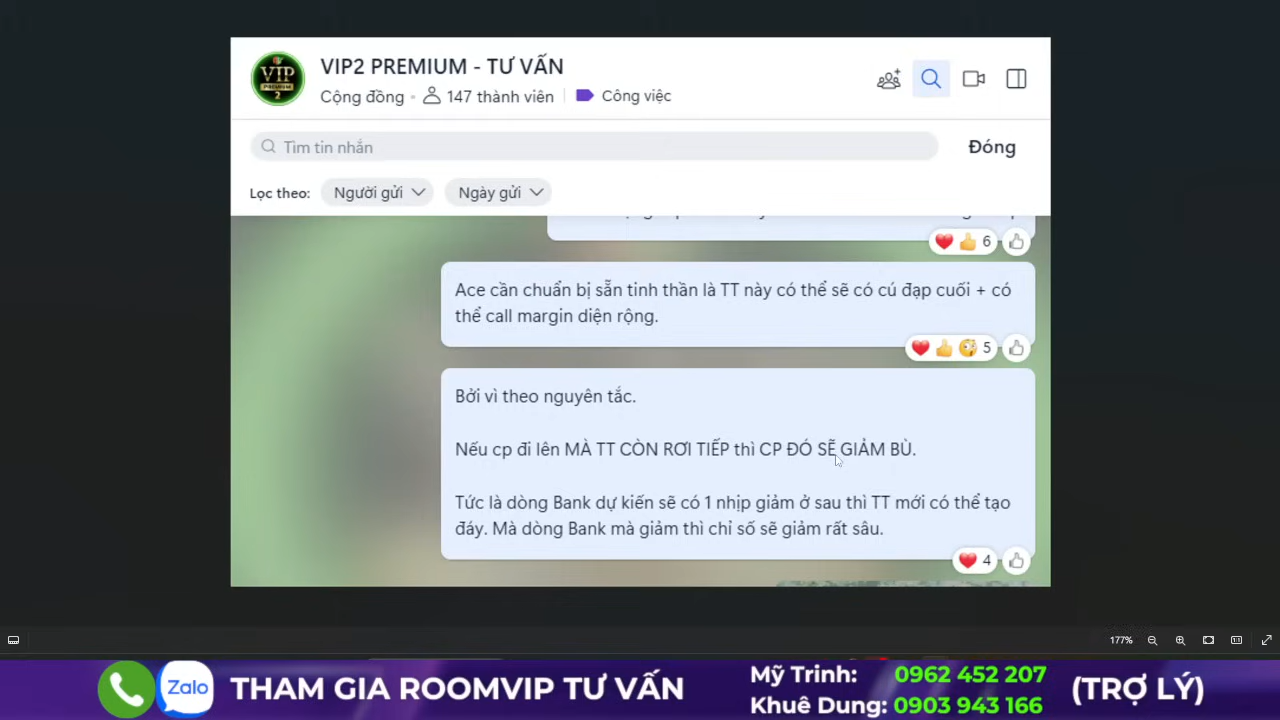 VIP2 PREMIUM - TƯ VẤN
Cộng đồng • 147 thành viên Công việc
VIP
PREMIUM
2
Tìm tin nhắn
Đóng
Lọc theo: Người gửi Ngày gửi
6
Ace cần chuẩn bị sẵn tinh thần là TT này có thể sẽ có cú đạp cuối + có
thể call margin diện rộng.
5
Bởi vì theo nguyên tắc.
Nếu cp đi lên MÀ TT CÒN RƠI TIẾP thì CP ĐÓ SẼ GIẢM BÙ.
Tức là dòng Bank dự kiến sẽ có 1 nhịp giảm ở sau thì TT mới có thể tạo
đáy. Mà dòng Bank mà giảm thì chỉ số sẽ giảm rất sâu.
4
177%
Zalo
THAM GIA ROOMVIP TƯ VẤN
Mỹ Trinh: 0962 452 207
Khuê Dung: 0903 943 166
(TRỢ LÝ)